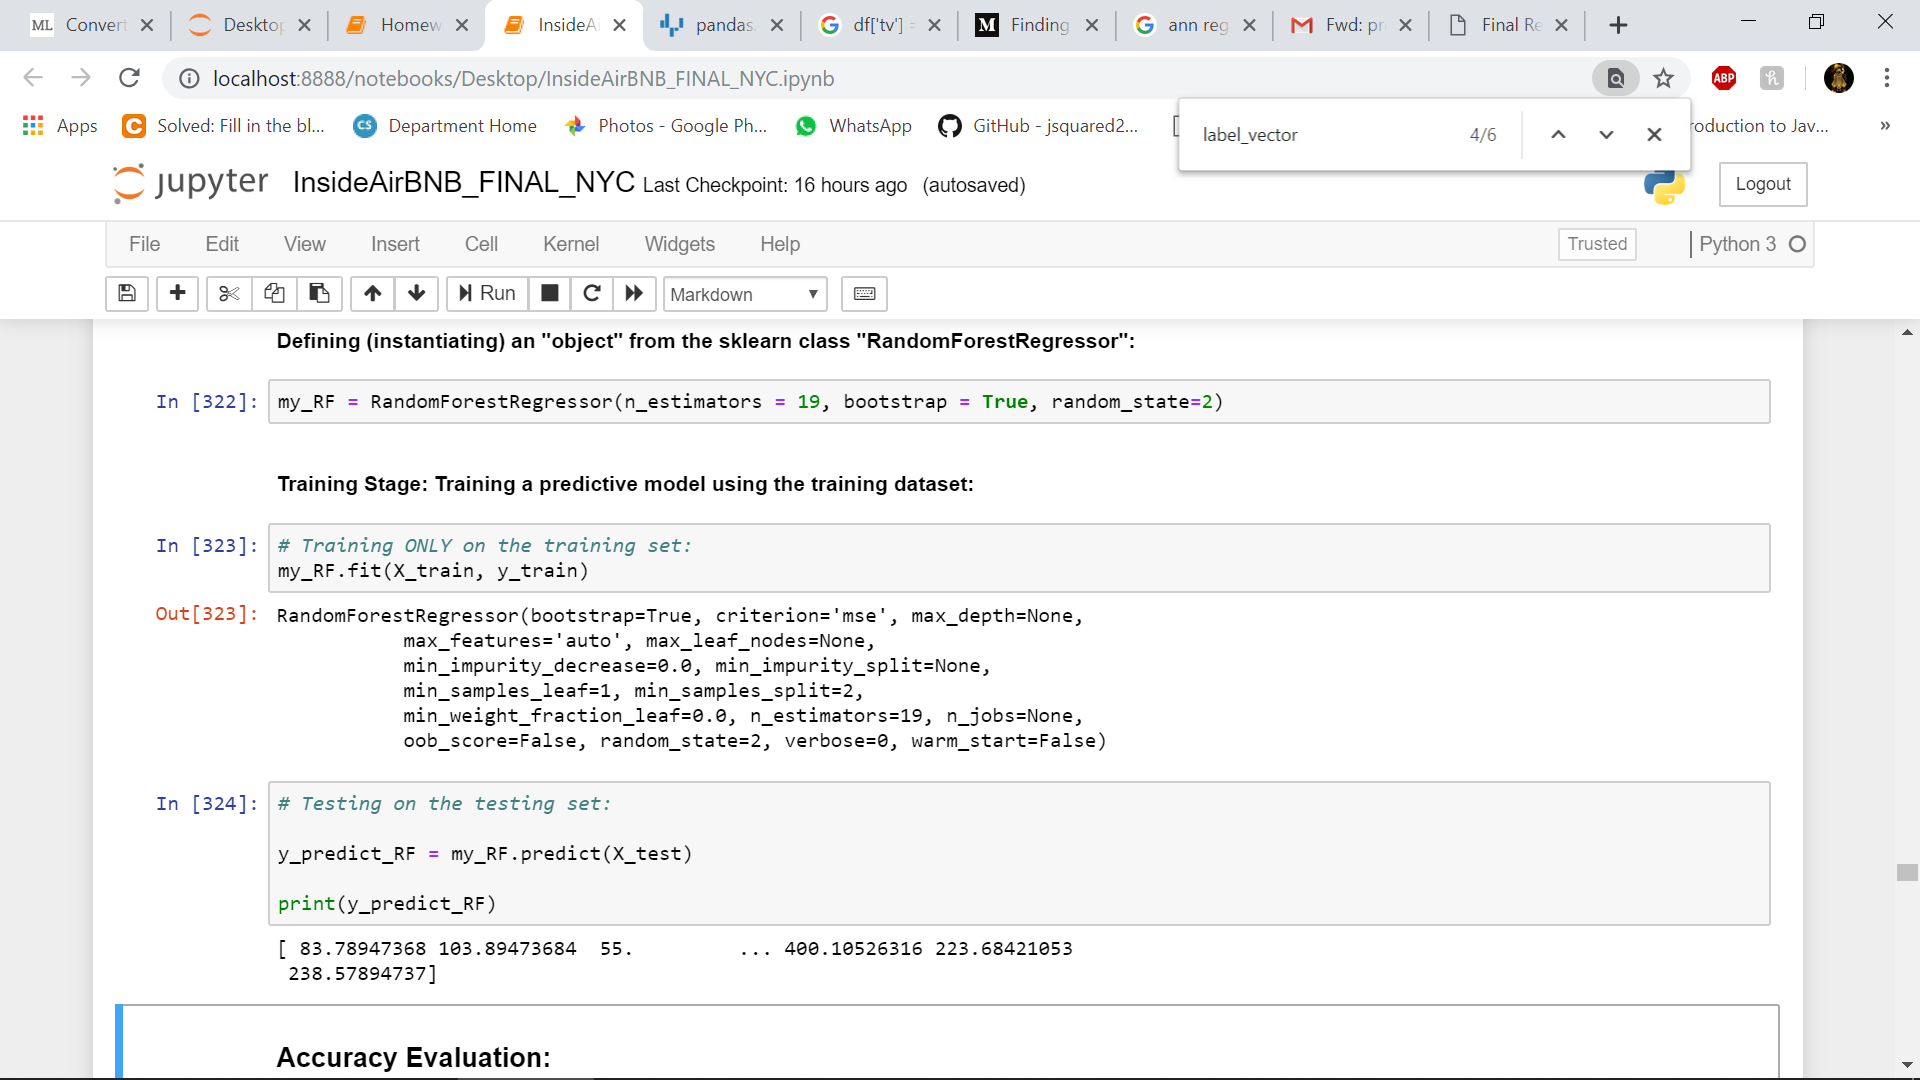 ML Convert
Desktop
Homew
InsideAi
pandas.
df['tv'] =
M Finding
ann reg
Fwd: pr
Final Re
localhost:8888/notebooks/Desktop/InsideAirBNB_FINAL_NYC.ipynb
ABP
Apps
Solved: Fill in the bl...
CS Department Home
Photos - Google Ph...
WhatsApp
GitHub - jsquared2...
roduction to Jav...
»
label_vector 4/6
jupyter InsideAirBNB_FINAL_NYC Last Checkpoint: 16 hours ago (autosaved)
Logout
File Edit View Insert Cell Kernel Widgets Help
Trusted
Python 3
Run
Markdown
Defining (instantiating) an "object" from the sklearn class "RandomForestRegressor":
In [322]: my_RF = RandomForestRegressor(n_estimators = 19, bootstrap = True, random_state=2)
Training Stage: Training a predictive model using the training dataset:
In [323]: # Training ONLY on the training set:
my_RF.fit(X_train, y_train)
Out[323]: RandomForestRegressor(bootstrap=True, criterion='mse', max_depth=None,
max_features='auto', max_leaf_nodes=None,
min_impurity_decrease=0.0, min_impurity_split=None,
min_samples_leaf=1, min_samples_split=2,
min_weight_fraction_leaf=0.0, n_estimators=19, n_jobs=None,
oob_score=False, random_state=2, verbose=0, warm_start=False)
In [324]: # Testing on the testing set:
y_predict_RF = my_RF.predict(X_test)
print(y_predict_RF)
[ 83.78947368 103.89473684  55.         ... 400.10526316 223.68421053
238.57894737]
Accuracy Evaluation: